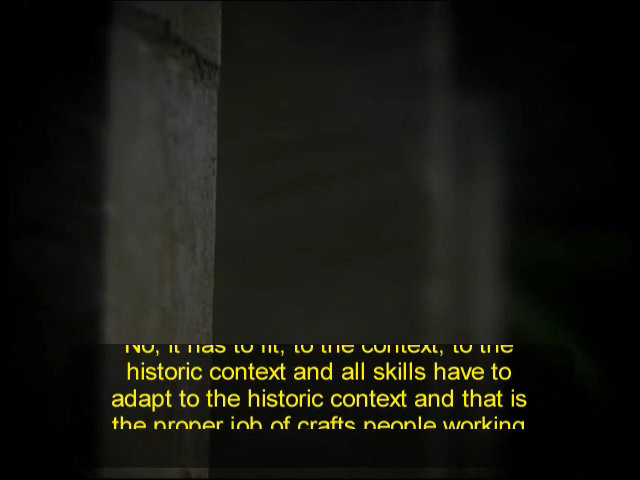 No, it has to fit, to the context, to the
historic context and all skills have to
adapt to the historic context and that is
the proper job of crafts people working